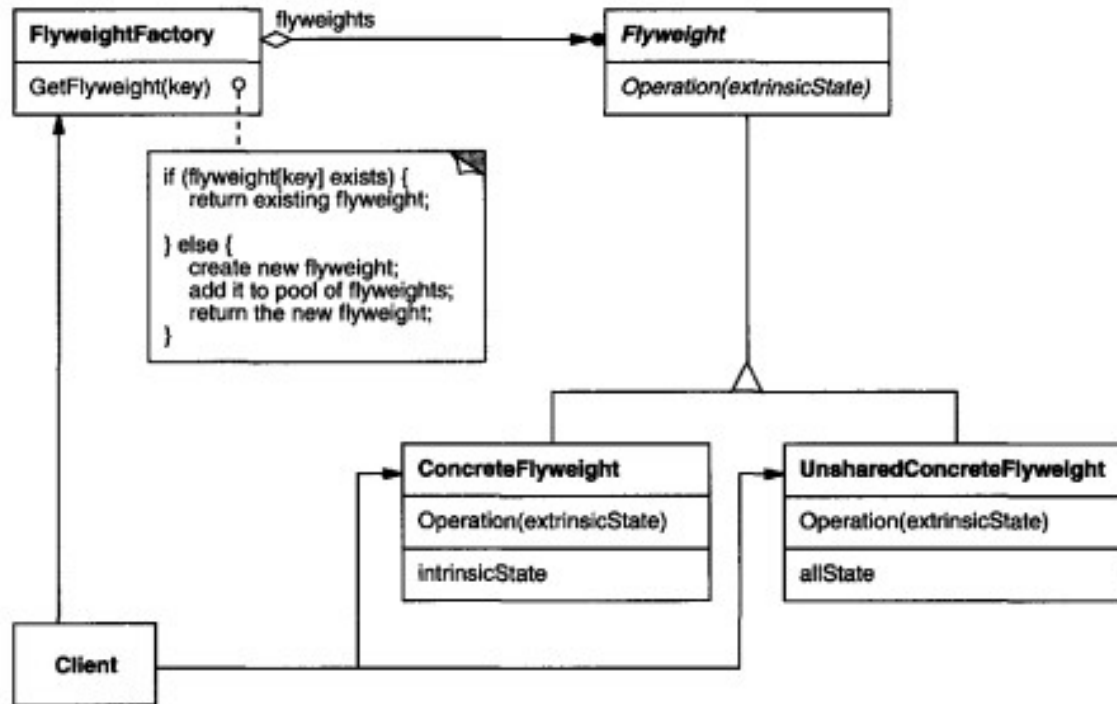 FlyweightFactory
flyweights
Flyweight
GetFlyweight(key)
Operation(extrinsicState)
if (flyweight[key] exists) {
return existing flyweight;
} else {
create new flyweight;
add it to pool of flyweights;
return the new flyweight;
}
ConcreteFlyweight
Operation(extrinsicState)
intrinsicState
UnsharedConcreteFlyweight
Operation(extrinsicState)
allState
Client